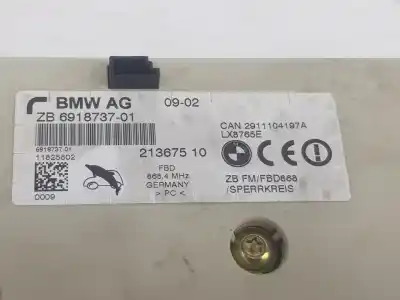 BMW AG 09-02
ZB 6918737-01
CAN 2911104197A
LX8765E
6918737-01
11825802
213675 10
FBD
868,4 MHz
GERMANY
> PC <
0009
ZB FM/FBD868
/SPERRKREIS